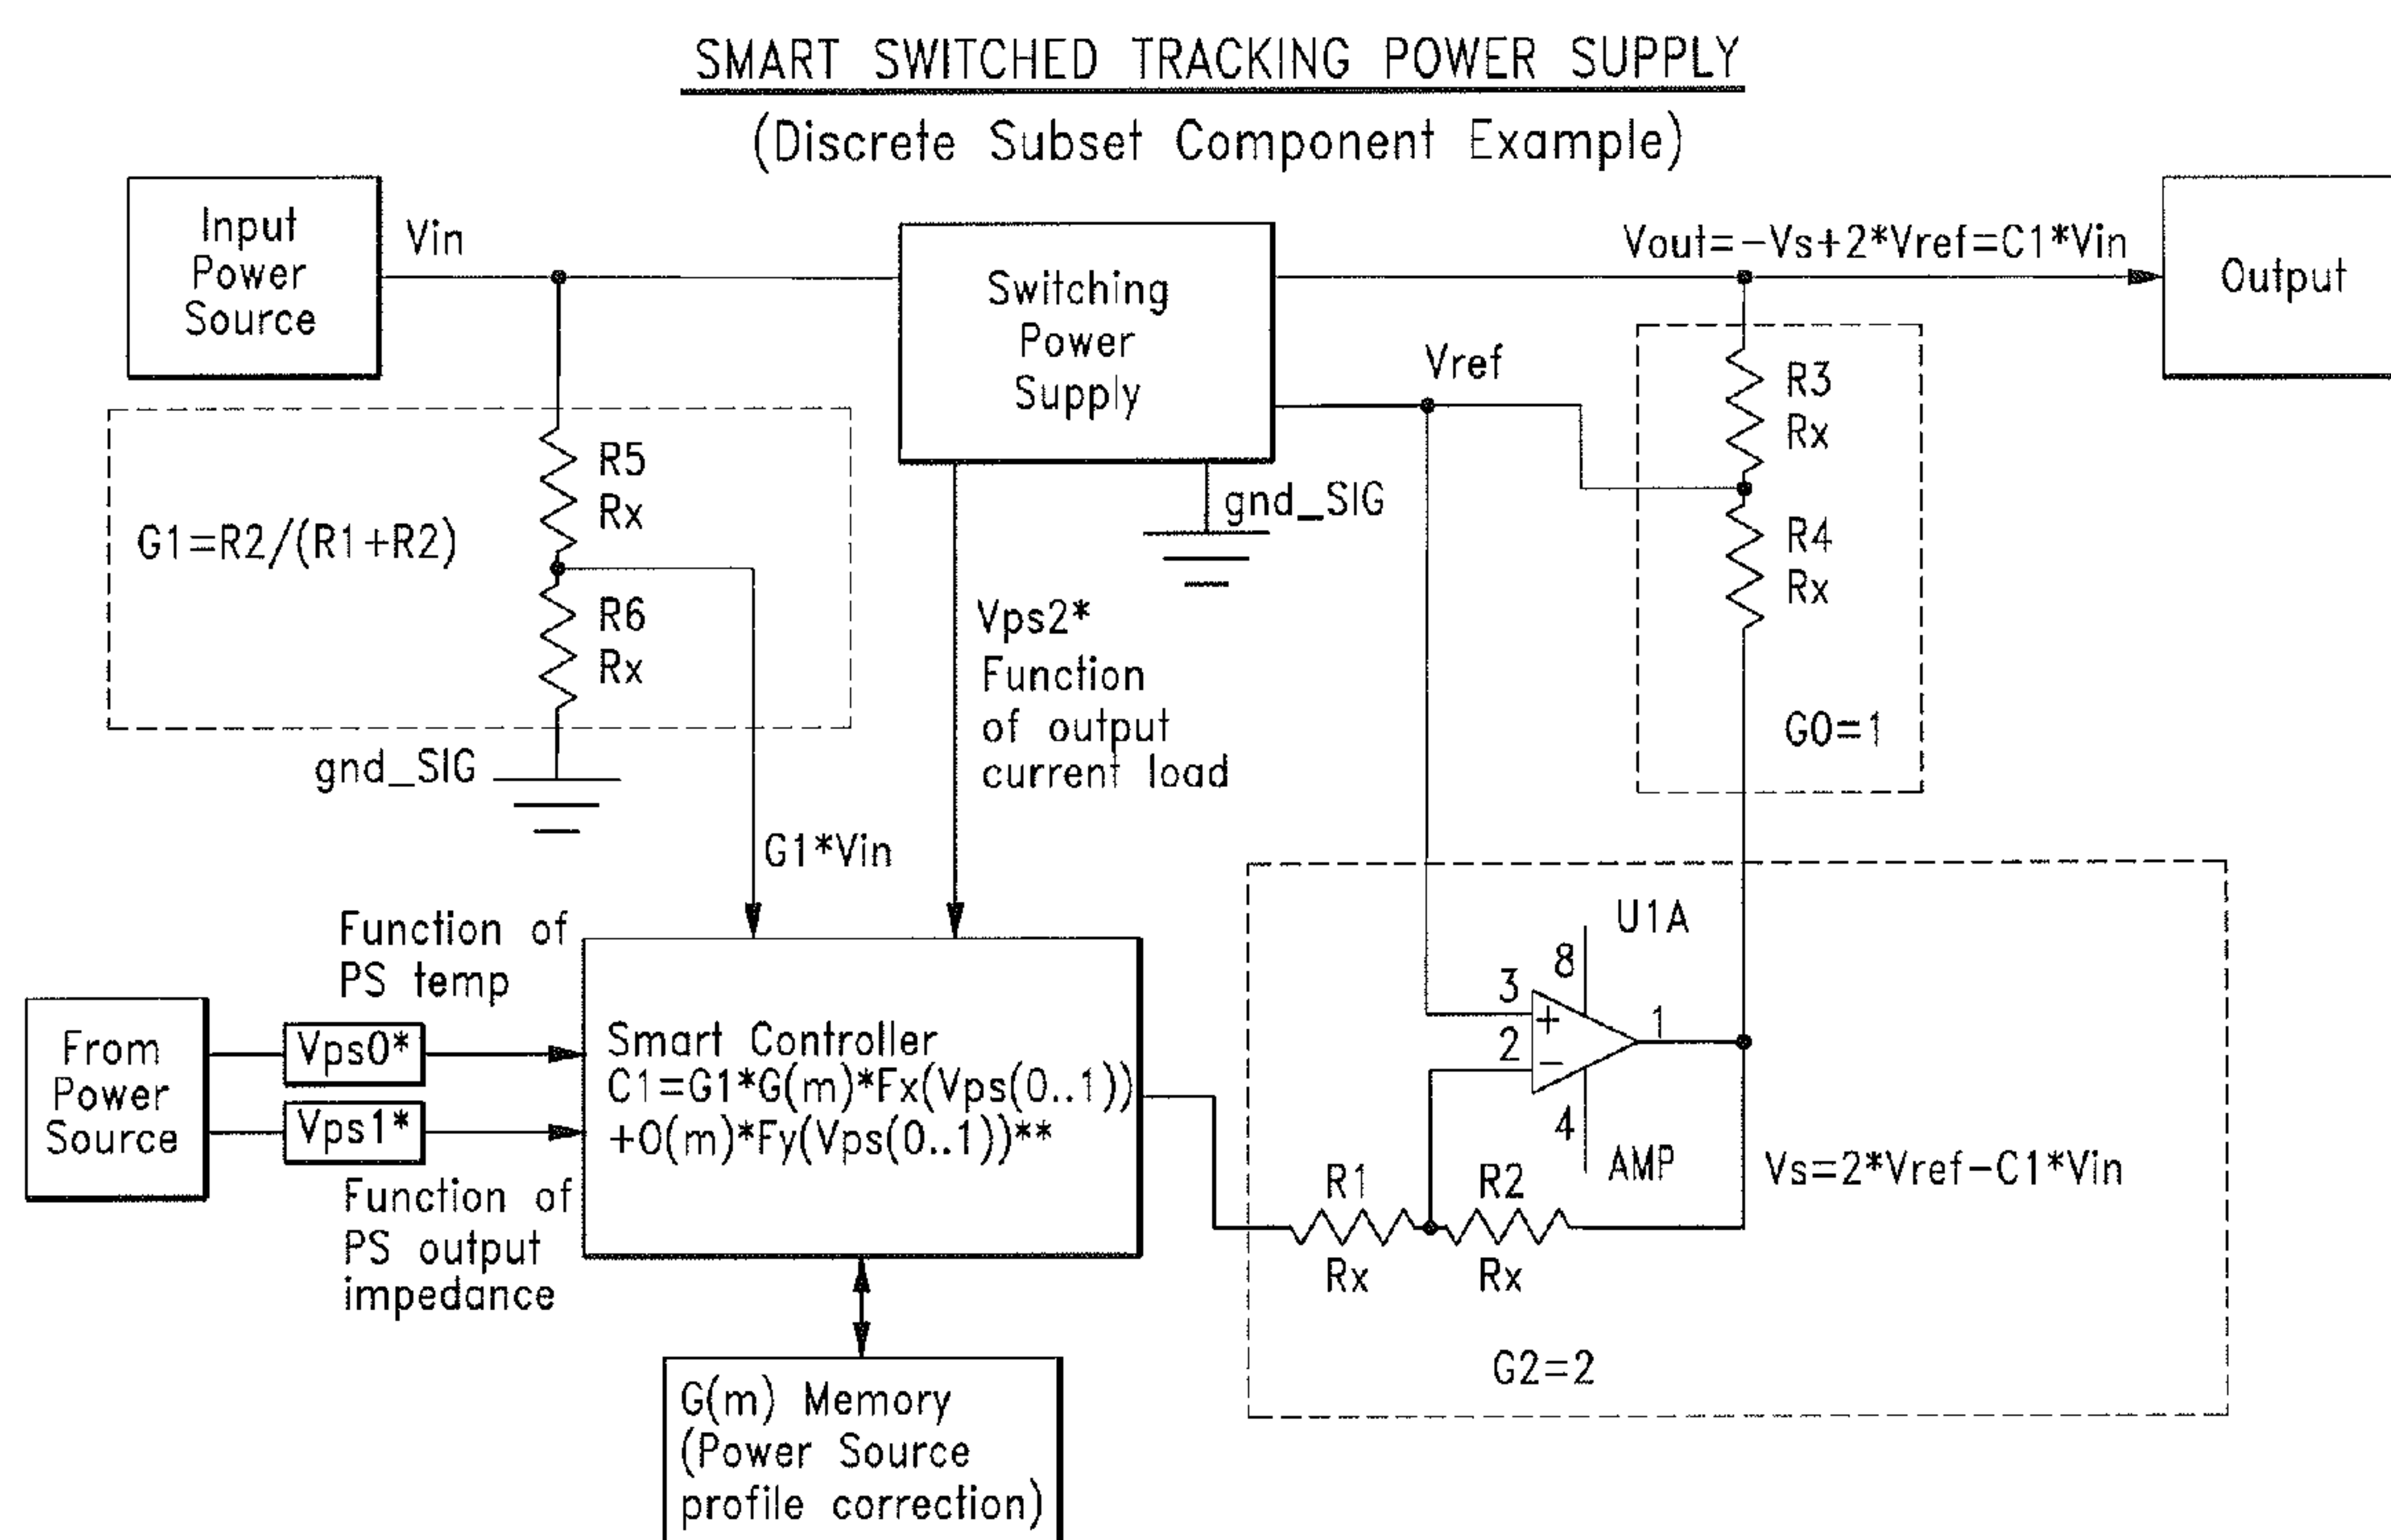 SMART SWITCHED TRACKING POWER SUPPLY
(Discrete Subset Component Example)
Input
Power
Source
Vin
Switching
Power
Supply
Vout=-Vs+2*Vref=C1*Vin
Output
Vref
R3
Rx
R4
Rx
G0=1
R5
Rx
G1=R2/(R1+R2)
R6
Rx
gnd_SIG
gnd_SIG
Vps2*
Function
of output
current load
G1*Vin
Function of
PS temp
From
Power
Source
Vps0*
Vps1*
Function of
PS output
impedance
Smart Controller
C1=G1*G(m)*Fx(Vps(0..1))
+O(m)*Fy(Vps(0..1))**
U1A
8
3
+
1
2
-
4
AMP
Vs=2*Vref-C1*Vin
R1
R2
Rx
Rx
G2=2
G(m) Memory
(Power Source
profile correction)